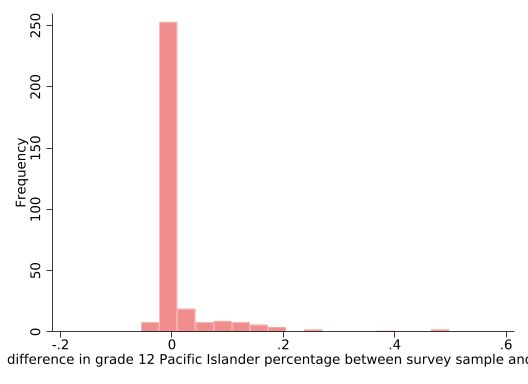 Frequency
250
200
150
100
50
0
-.2 0 .2 .4 .6
difference in grade 12 Pacific Islander percentage between survey sample and